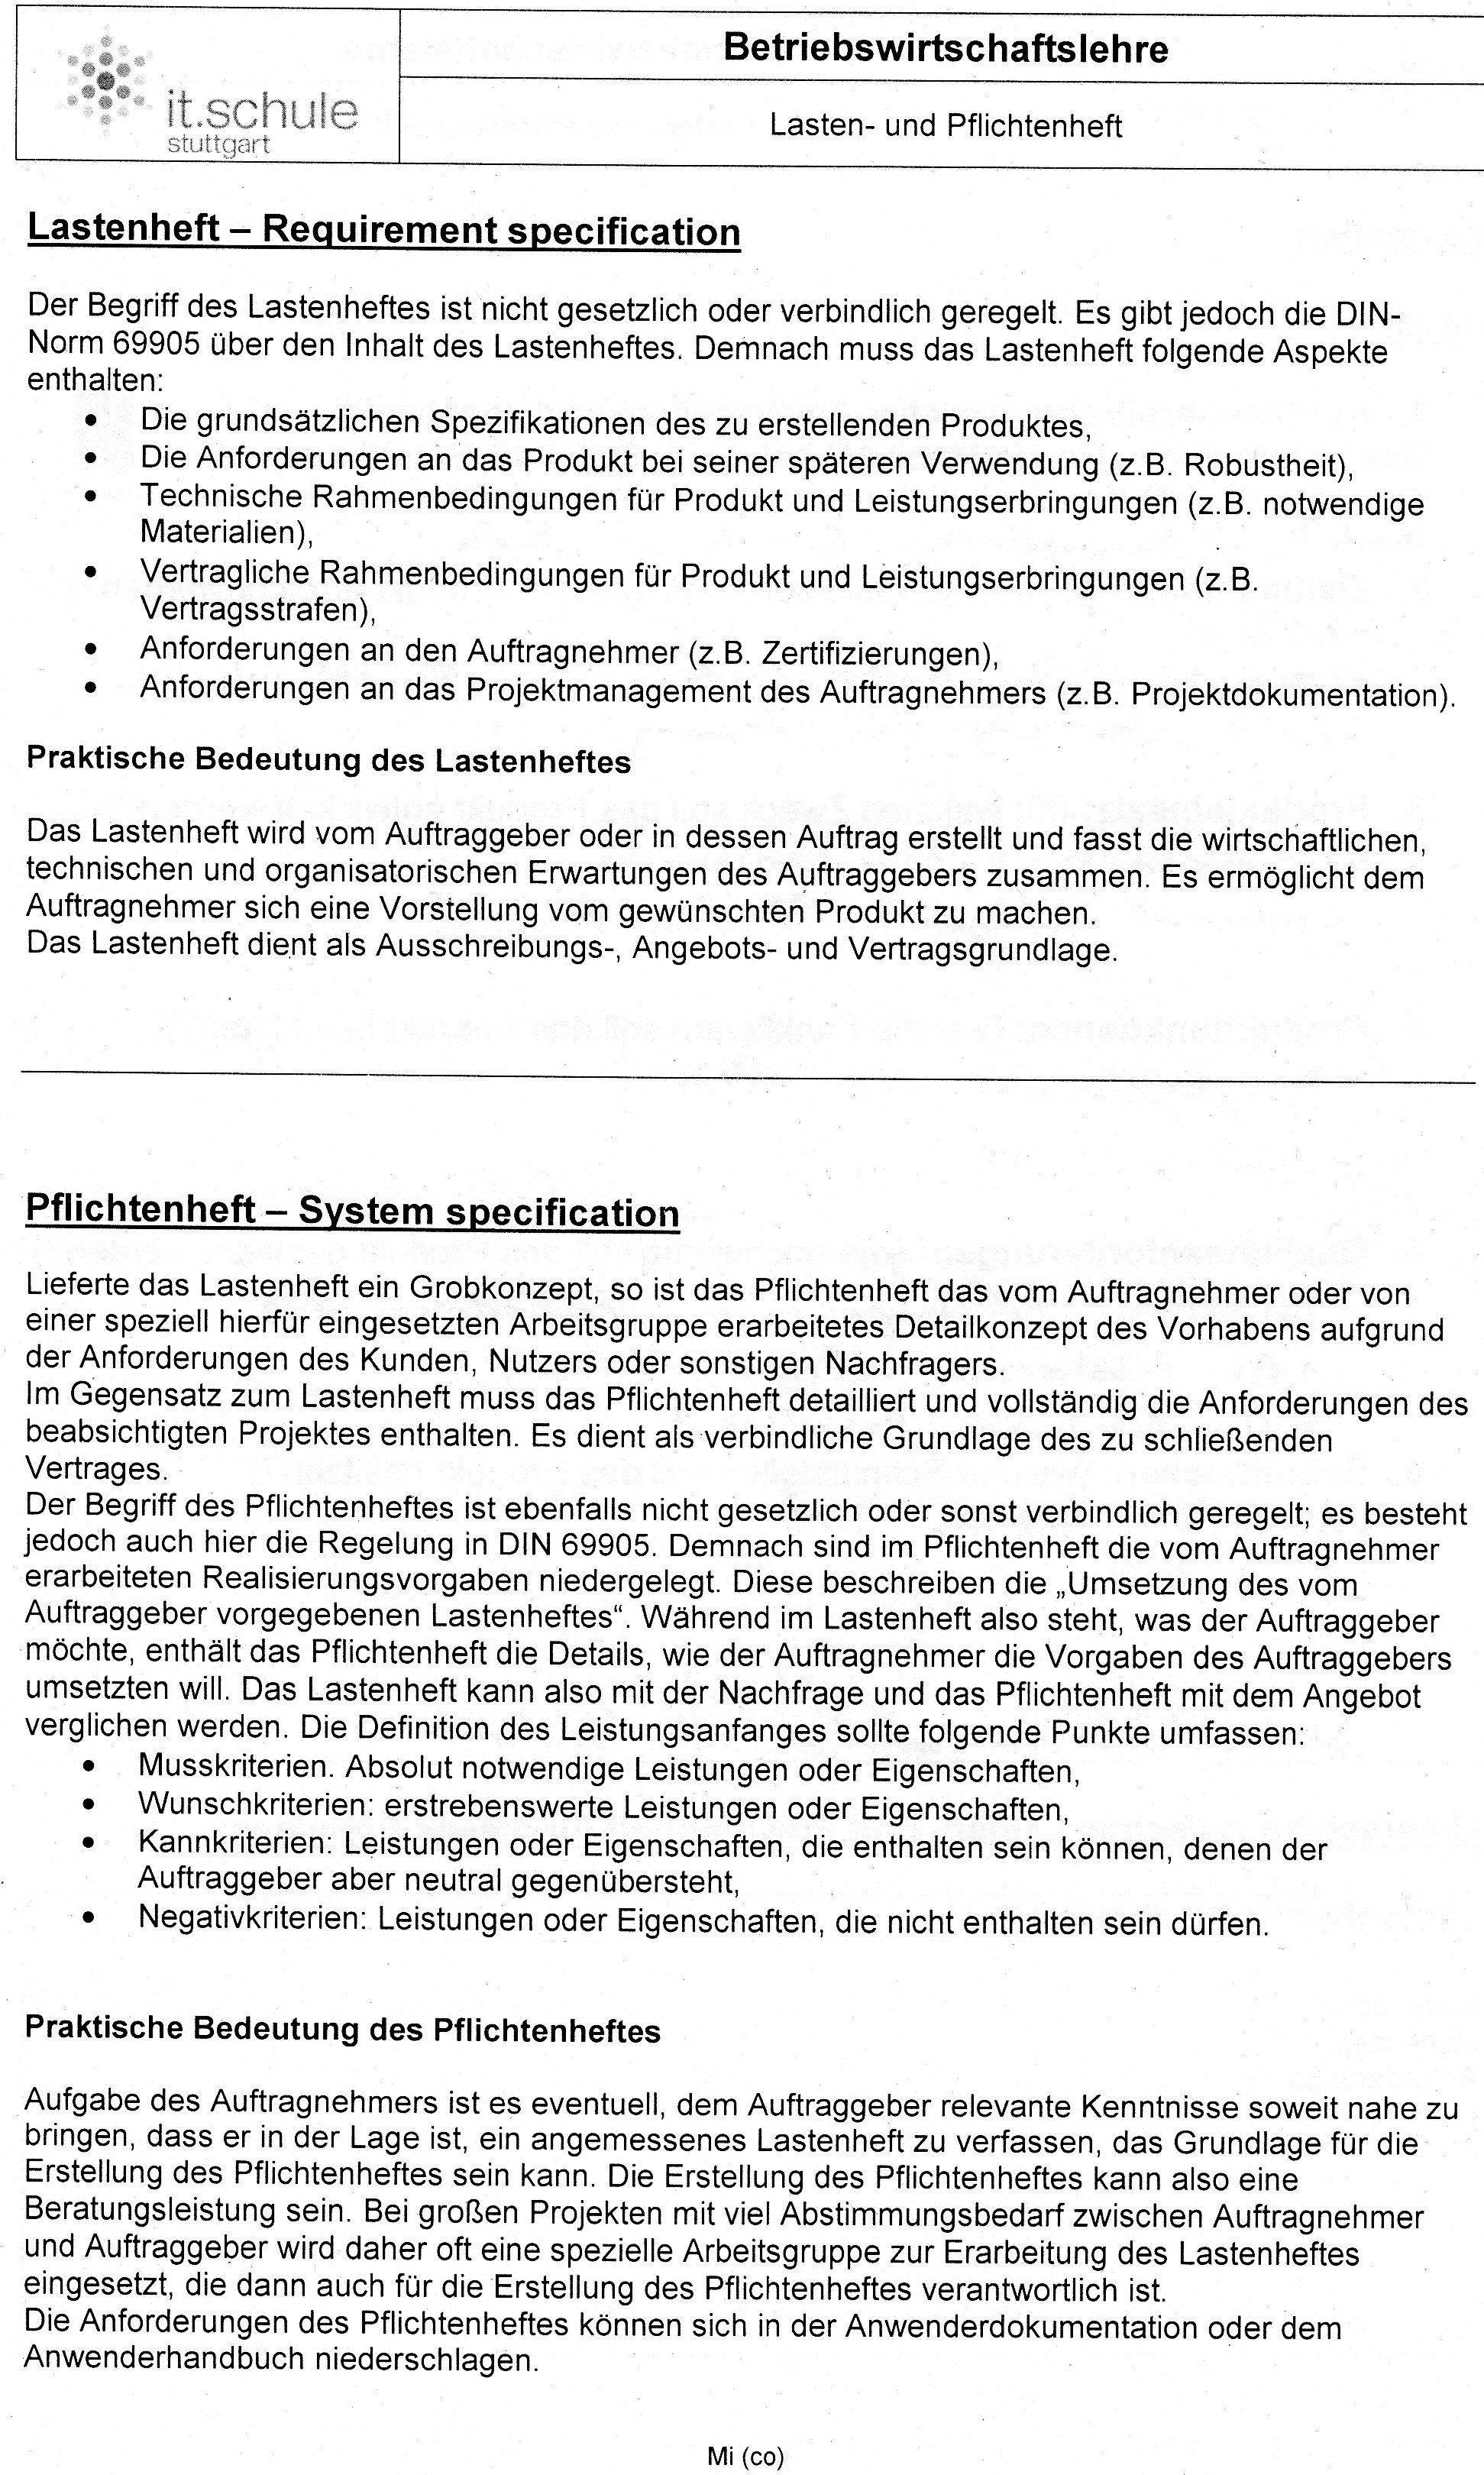 it.schule
stuttgart
Betriebswirtschaftslehre
Lasten- und Pflichtenheft
Lastenheft – Requirement specification
Der Begriff des Lastenheftes ist nicht gesetzlich oder verbindlich geregelt. Es gibt jedoch die DIN-
Norm 69905 über den Inhalt des Lastenheftes. Demnach muss das Lastenheft folgende Aspekte
enthalten:
• Die grundsätzlichen Spezifikationen des zu erstellenden Produktes,
• Die Anforderungen an das Produkt bei seiner späteren Verwendung (z.B. Robustheit),
• Technische Rahmenbedingungen für Produkt und Leistungserbringungen (z.B. notwendige
Materialien),
• Vertragliche Rahmenbedingungen für Produkt und Leistungserbringungen (z.B.
Vertragsstrafen),
• Anforderungen an den Auftragnehmer (z.B. Zertifizierungen),
• Anforderungen an das Projektmanagement des Auftragnehmers (z.B. Projektdokumentation).
Praktische Bedeutung des Lastenheftes
Das Lastenheft wird vom Auftraggeber oder in dessen Auftrag erstellt und fasst die wirtschaftlichen,
technischen und organisatorischen Erwartungen des Auftraggebers zusammen. Es ermöglicht dem
Auftragnehmer sich eine Vorstellung vom gewünschten Produkt zu machen.
Das Lastenheft dient als Ausschreibungs-, Angebots- und Vertragsgrundlage.
Pflichtenheft – System specification
Lieferte das Lastenheft ein Grobkonzept, so ist das Pflichtenheft das vom Auftragnehmer oder von
einer speziell hierfür eingesetzten Arbeitsgruppe erarbeitetes Detailkonzept des Vorhabens aufgrund
der Anforderungen des Kunden, Nutzers oder sonstigen Nachfragers.
Im Gegensatz zum Lastenheft muss das Pflichtenheft detailliert und vollständig die Anforderungen des
beabsichtigten Projektes enthalten. Es dient als verbindliche Grundlage des zu schließenden
Vertrages.
Der Begriff des Pflichtenheftes ist ebenfalls nicht gesetzlich oder sonst verbindlich geregelt; es besteht
jedoch auch hier die Regelung in DIN 69905. Demnach sind im Pflichtenheft die vom Auftragnehmer
erarbeiteten Realisierungsvorgaben niedergelegt. Diese beschreiben die „Umsetzung des vom
Auftraggeber vorgegebenen Lastenheftes“. Während im Lastenheft also steht, was der Auftraggeber
möchte, enthält das Pflichtenheft die Details, wie der Auftragnehmer die Vorgaben des Auftraggebers
umsetzten will. Das Lastenheft kann also mit der Nachfrage und das Pflichtenheft mit dem Angebot
verglichen werden. Die Definition des Leistungsanfanges sollte folgende Punkte umfassen:
• Musskriterien. Absolut notwendige Leistungen oder Eigenschaften,
• Wunschkriterien: erstrebenswerte Leistungen oder Eigenschaften,
• Kannkriterien: Leistungen oder Eigenschaften, die enthalten sein können, denen der
Auftraggeber aber neutral gegenübersteht,
• Negativkriterien: Leistungen oder Eigenschaften, die nicht enthalten sein dürfen.
Praktische Bedeutung des Pflichtenheftes
Aufgabe des Auftragnehmers ist es eventuell, dem Auftraggeber relevante Kenntnisse soweit nahe zu
bringen, dass er in der Lage ist, ein angemessenes Lastenheft zu verfassen, das Grundlage für die
Erstellung des Pflichtenheftes sein kann. Die Erstellung des Pflichtenheftes kann also eine
Beratungsleistung sein. Bei großen Projekten mit viel Abstimmungsbedarf zwischen Auftragnehmer
und Auftraggeber wird daher oft eine spezielle Arbeitsgruppe zur Erarbeitung des Lastenheftes
eingesetzt, die dann auch für die Erstellung des Pflichtenheftes verantwortlich ist.
Die Anforderungen des Pflichtenheftes können sich in der Anwenderdokumentation oder dem
Anwenderhandbuch niederschlagen.
Mi (co)